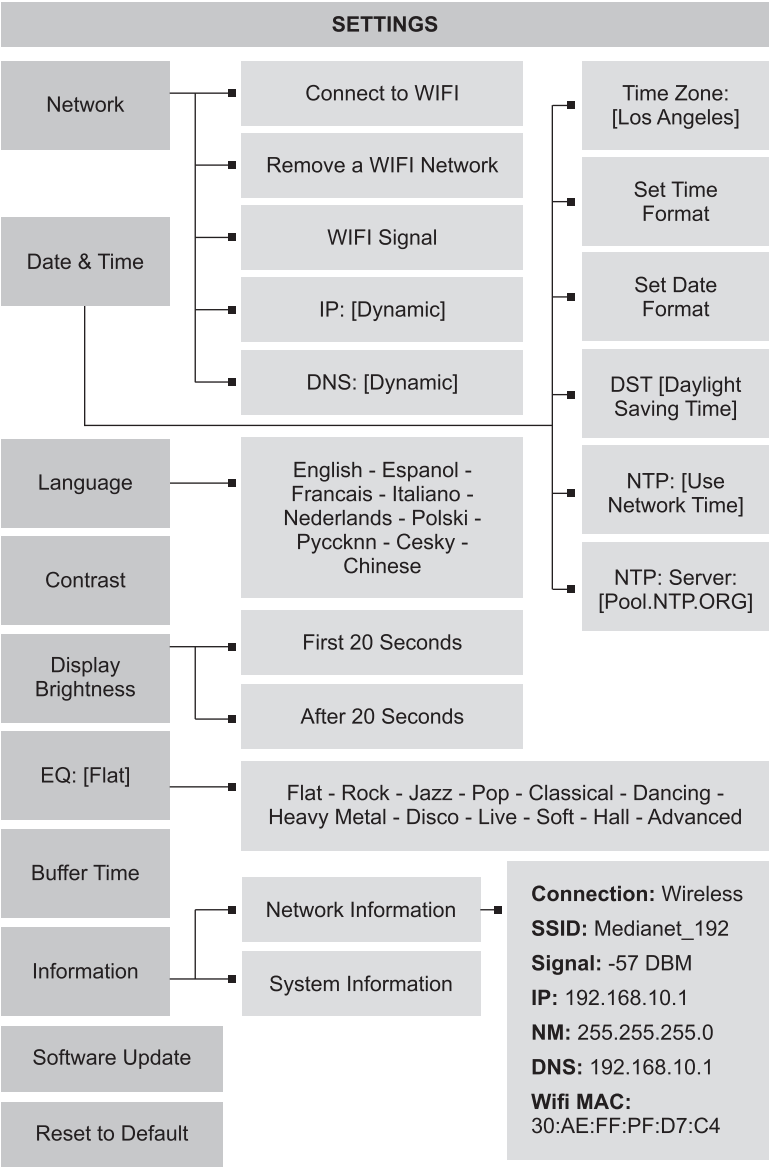 SETTINGS
Network
Connect to WIFI
Remove a WIFI Network
WIFI Signal
IP: [Dynamic]
DNS: [Dynamic]
Date & Time
Time Zone:
[Los Angeles]
Set Time
Format
Set Date
Format
DST [Daylight
Saving Time]
NTP: [Use
Network Time]
NTP: Server:
[Pool.NTP.ORG]
Language
English - Espanol -
Francais - Italiano -
Nederlands - Polski -
Pyccknn - Cesky -
Chinese
Contrast
Display
Brightness
First 20 Seconds
After 20 Seconds
EQ: [Flat]
Flat - Rock - Jazz - Pop - Classical - Dancing -
Heavy Metal - Disco - Live - Soft - Hall - Advanced
Buffer Time
Information
Network Information
System Information
Connection: Wireless
SSID: Medianet_192
Signal: -57 DBM
IP: 192.168.10.1
NM: 255.255.255.0
DNS: 192.168.10.1
Wifi MAC:
30:AE:FF:PF:D7:C4
Software Update
Reset to Default